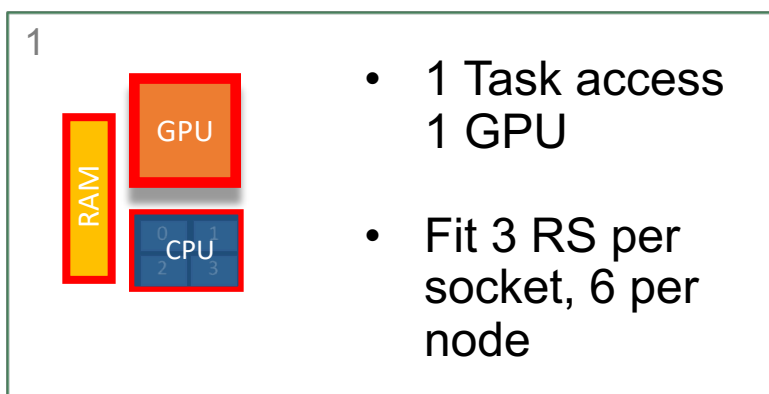 1
• 1 Task access
1 GPU
GPU
RAM
0 1
CPU
2 3
• Fit 3 RS per
socket, 6 per
node